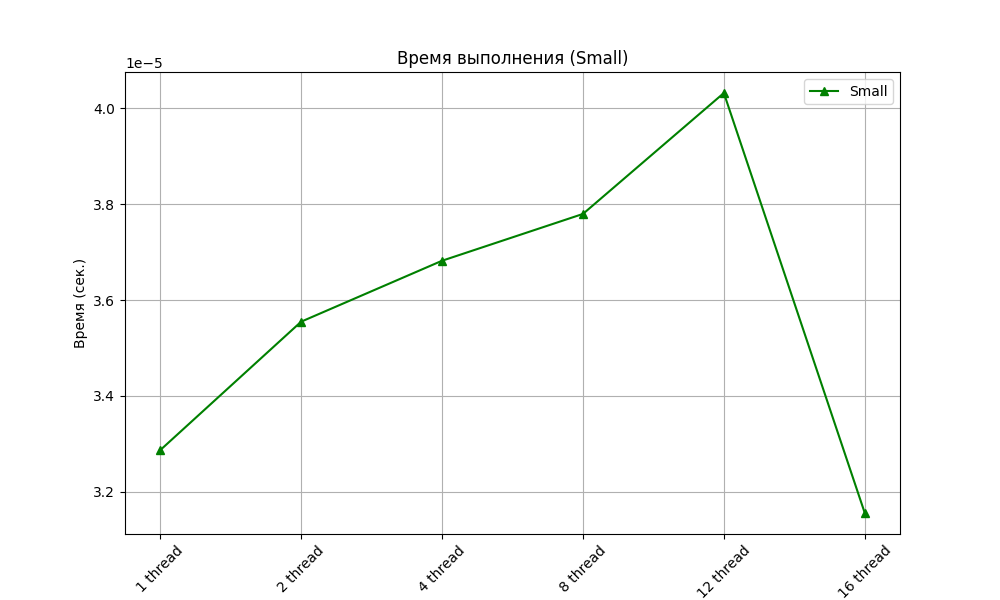 Время выполнения (Small)
1e−5
Small
4.0
3.8
3.6
3.4
3.2
Время (сек.)
1 thread
2 thread
4 thread
8 thread
12 thread
16 thread